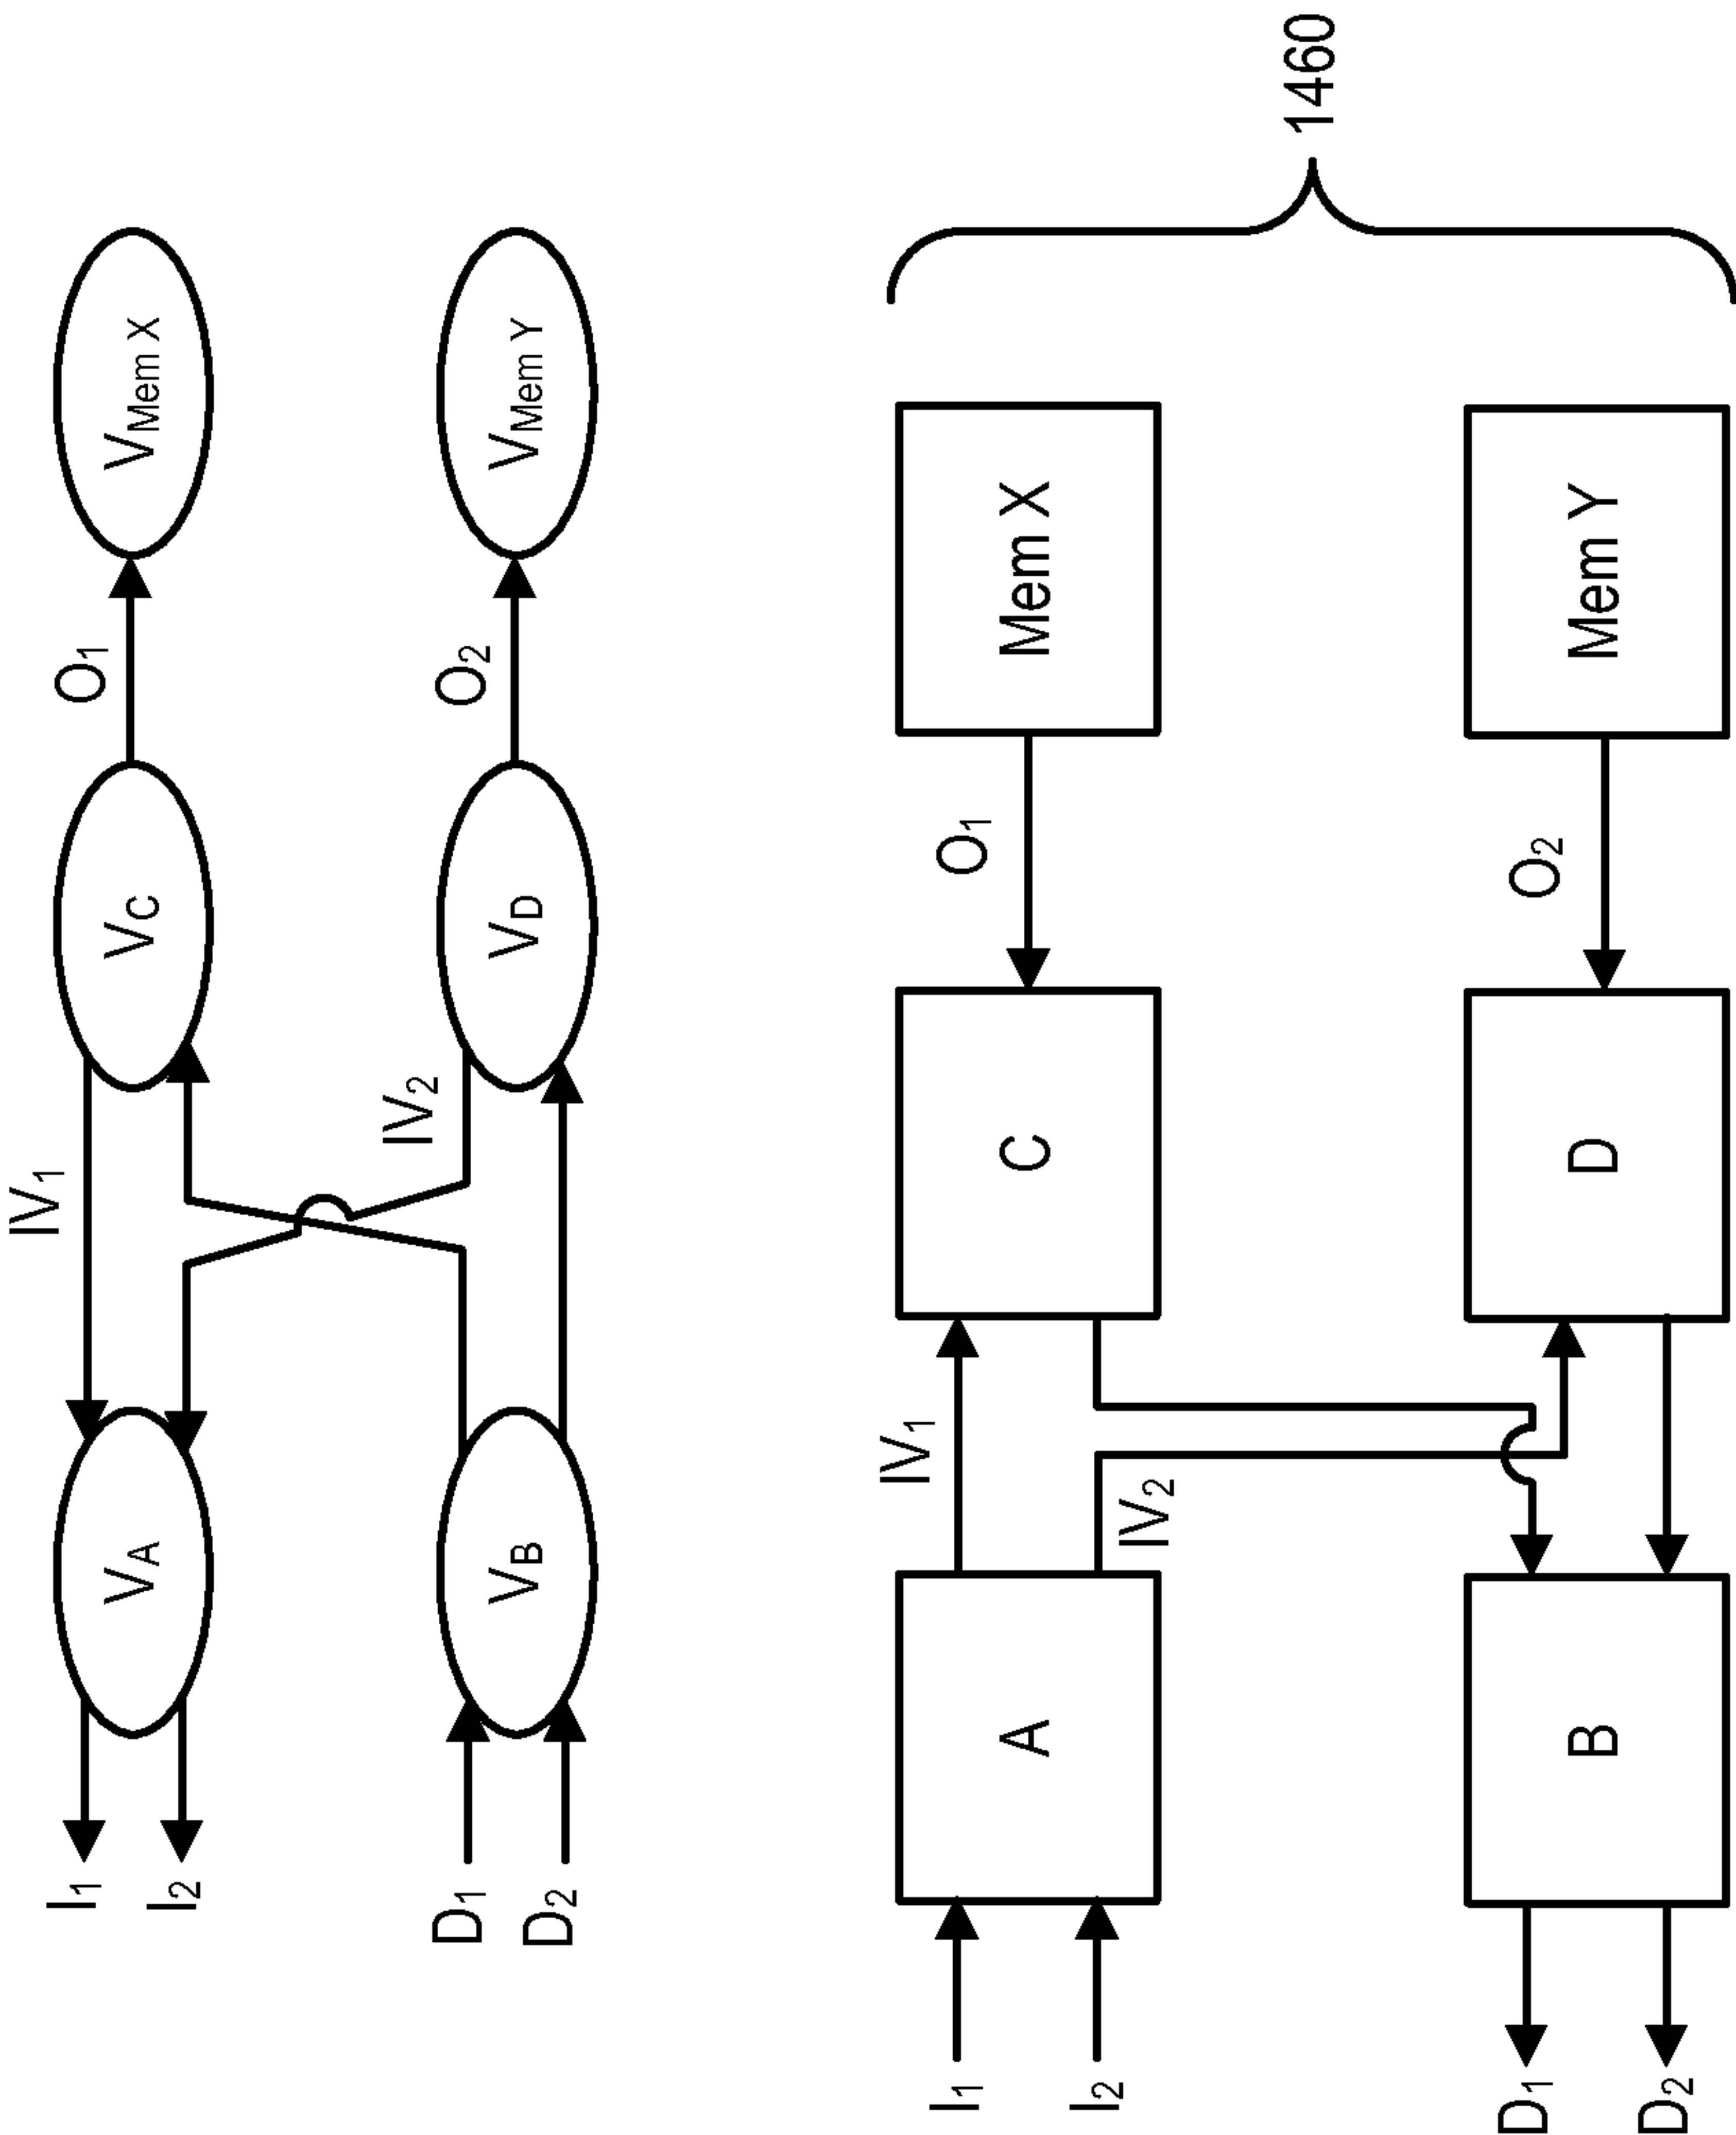 IV₁
I₁
O₁
V_A
V_C
V_Mem X
I₂
IV₂
D₁
O₂
V_B
V_D
V_Mem Y
D₂
IV₁
I₁
O₁
A
C
Mem X
I₂
IV₂
1460
D₁
O₂
B
D
Mem Y
D₂